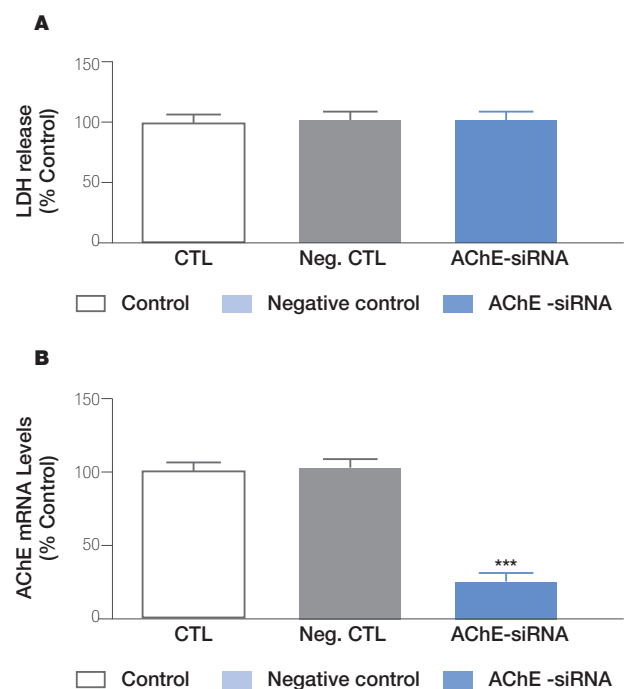 A
LDH release
(% Control)
150
100
50
0
CTL Neg. CTL AChE-siRNA
Control Negative control AChE -siRNA
B
AChE mRNA Levels
(% Control)
150
100
50
0
***
CTL Neg. CTL AChE-siRNA
Control Negative control AChE -siRNA